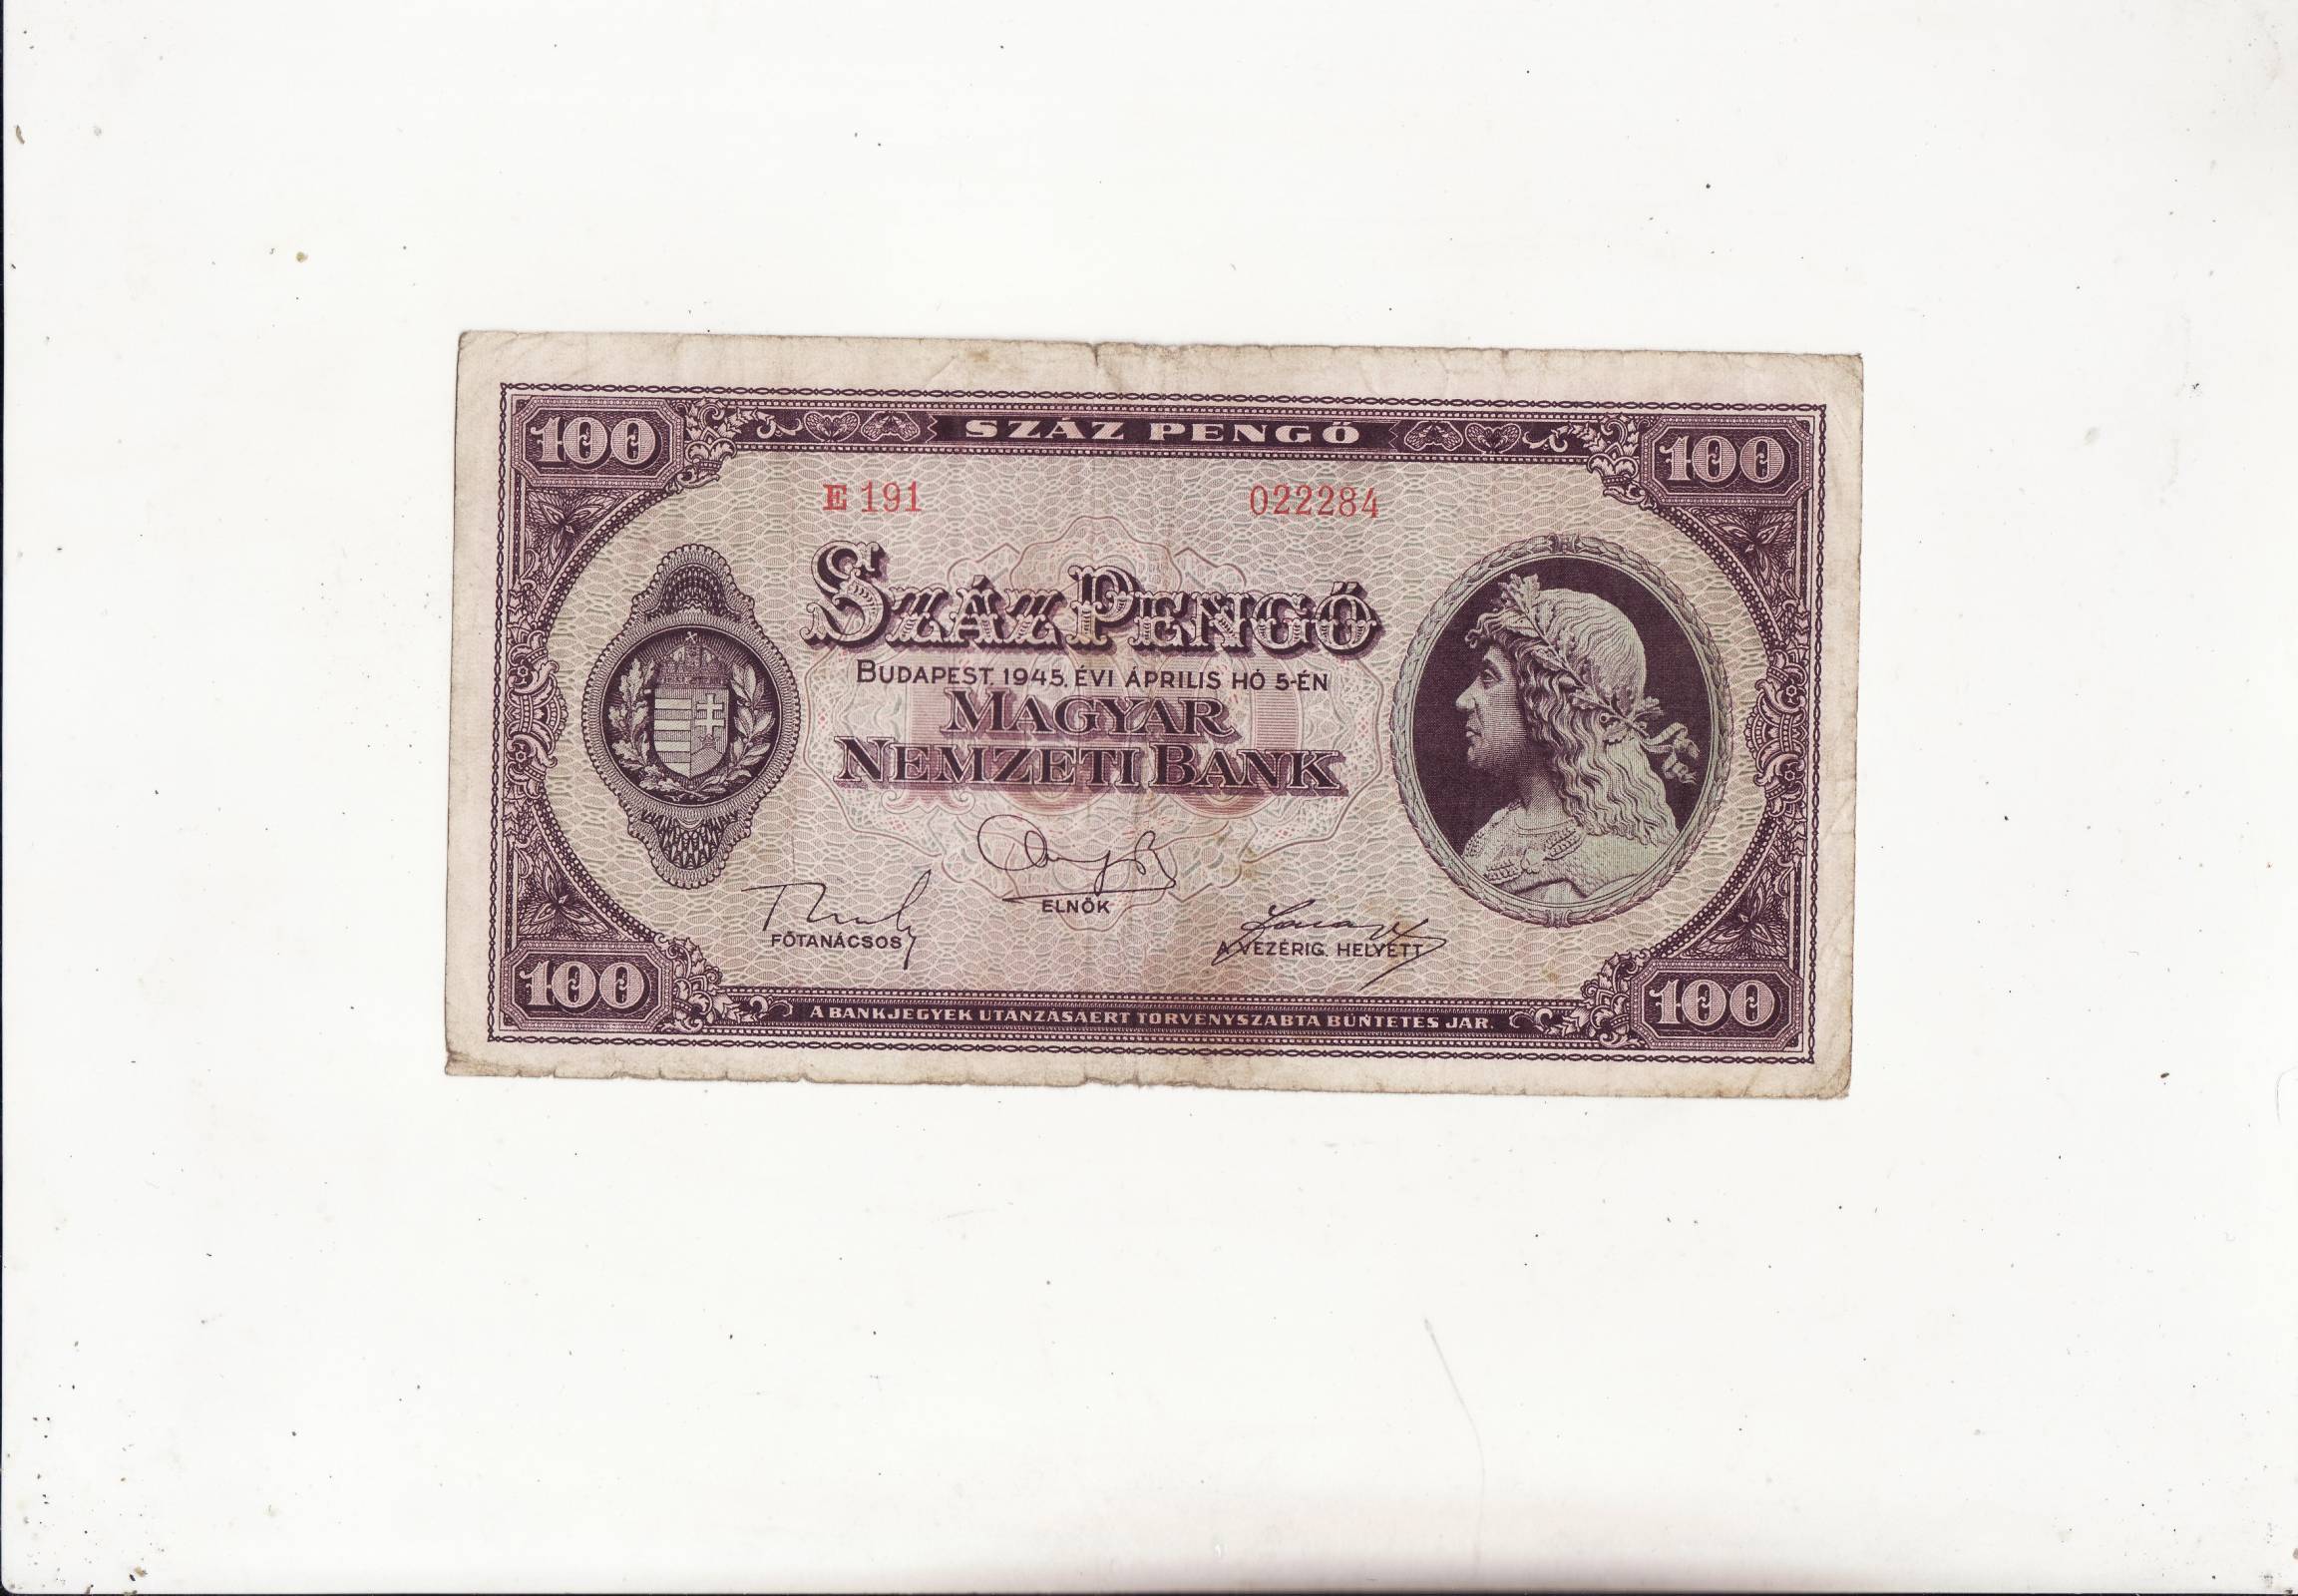 100 SZÁZ PENGŐ 100
E 191 022284
SZÁZ PENGŐ
BUDAPEST, 1945. ÉVI ÁPRILIS HÓ 5-ÉN
MAGYAR
NEMZETI BANK
ELNÖK
FŐTANÁCSOS A VEZÉRIG. HELYETT
100 A BANKJEGYEK UTÁNZÁSÁÉRT TÖRVÉNYSZABTA BÜNTETÉS JÁR. 100